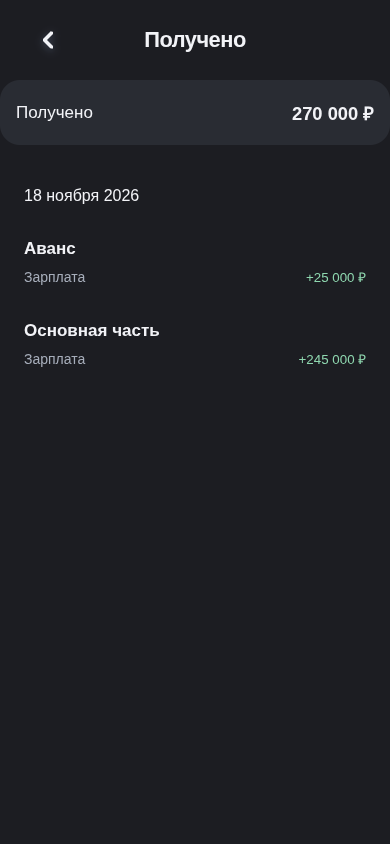 Получено
Получено 270 000 ₽
18 ноября 2026
Аванс
Зарплата +25 000 ₽
Основная часть
Зарплата +245 000 ₽